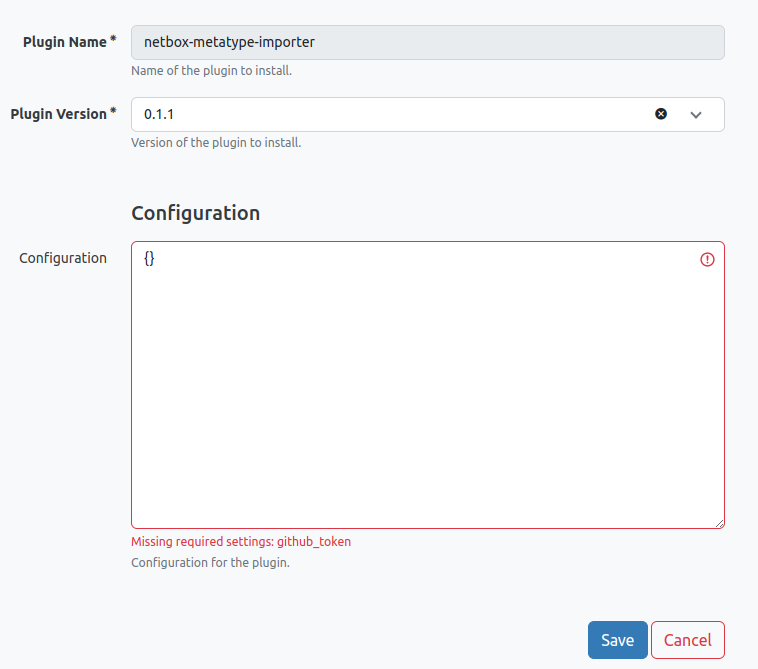 Plugin Name *
netbox-metatype-importer
Name of the plugin to install.
Plugin Version *
0.1.1
Version of the plugin to install.
Configuration
Configuration
{}
Missing required settings: github_token
Configuration for the plugin.
Save Cancel